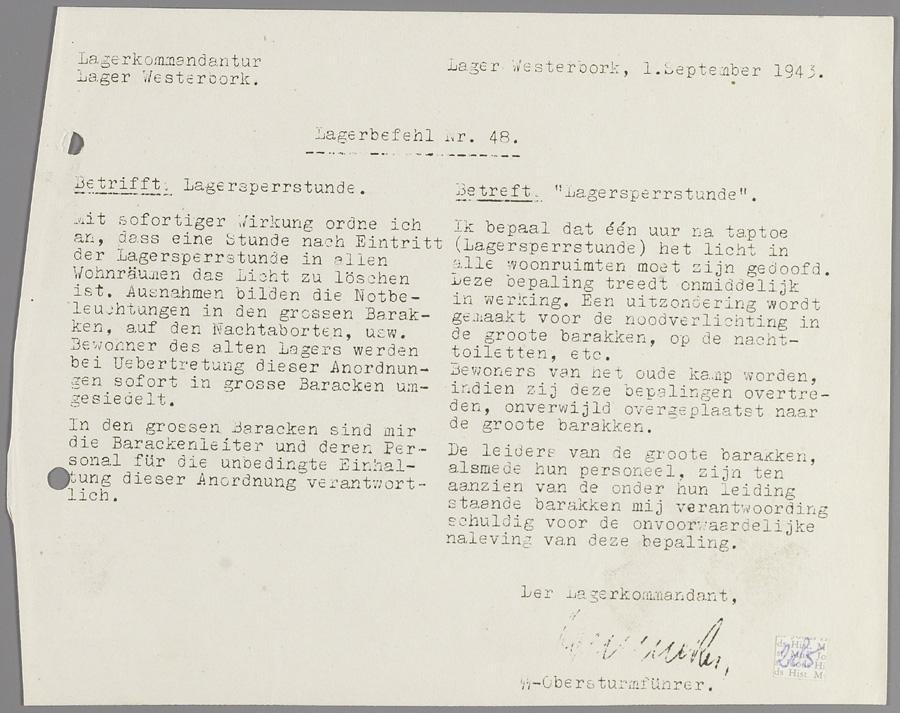 Lagerkommandantur
Lager Westerbork.
Lager Westerbork, 1.September 1943.
Lagerbefehl Nr. 48.
Betrifft: Lagersperrstunde.
Mit sofortiger Wirkung ordne ich
an, dass eine Stunde nach Eintritt
der Lagersperrstunde in allen
Wohnräumen das Licht zu löschen
ist. Ausnahmen bilden die Notbe-
leuchtungen in den grossen Barak-
ken, auf den Nachtaborten, usw.
Bewohner des alten Lagers werden
bei Uebertretung dieser Anordnun-
gen sofort in grosse Baracken um-
gesiedelt.
In den grossen Baracken sind mir
die Barackenleiter und deren Per-
sonal für die unbedingte Einhal-
tung dieser Anordnung verantwort-
lich.
Betreft. "Lagersperrstunde".
Ik bepaal dat één uur na taptoe
(Lagersperrstunde) het licht in
alle woonruimten moet zijn gedoofd.
Deze bepaling treedt onmiddelijk
in werking. Een uitzondering wordt
gemaakt voor de noodverlichting in
de groote barakken, op de nacht-
toiletten, etc.
Bewoners van het oude kamp worden,
indien zij deze bepalingen overtre-
den, onverwijld overgeplaatst naar
de groote barakken.
De leiders van de groote barakken,
alsmede hun personeel, zijn ten
aanzien van de onder hun leiding
staande barakken mij verantwoording
schuldig voor de onvoorwaardelijke
naleving van deze bepaling.
Der Lagerkommandant,
SS-Obersturmführer.